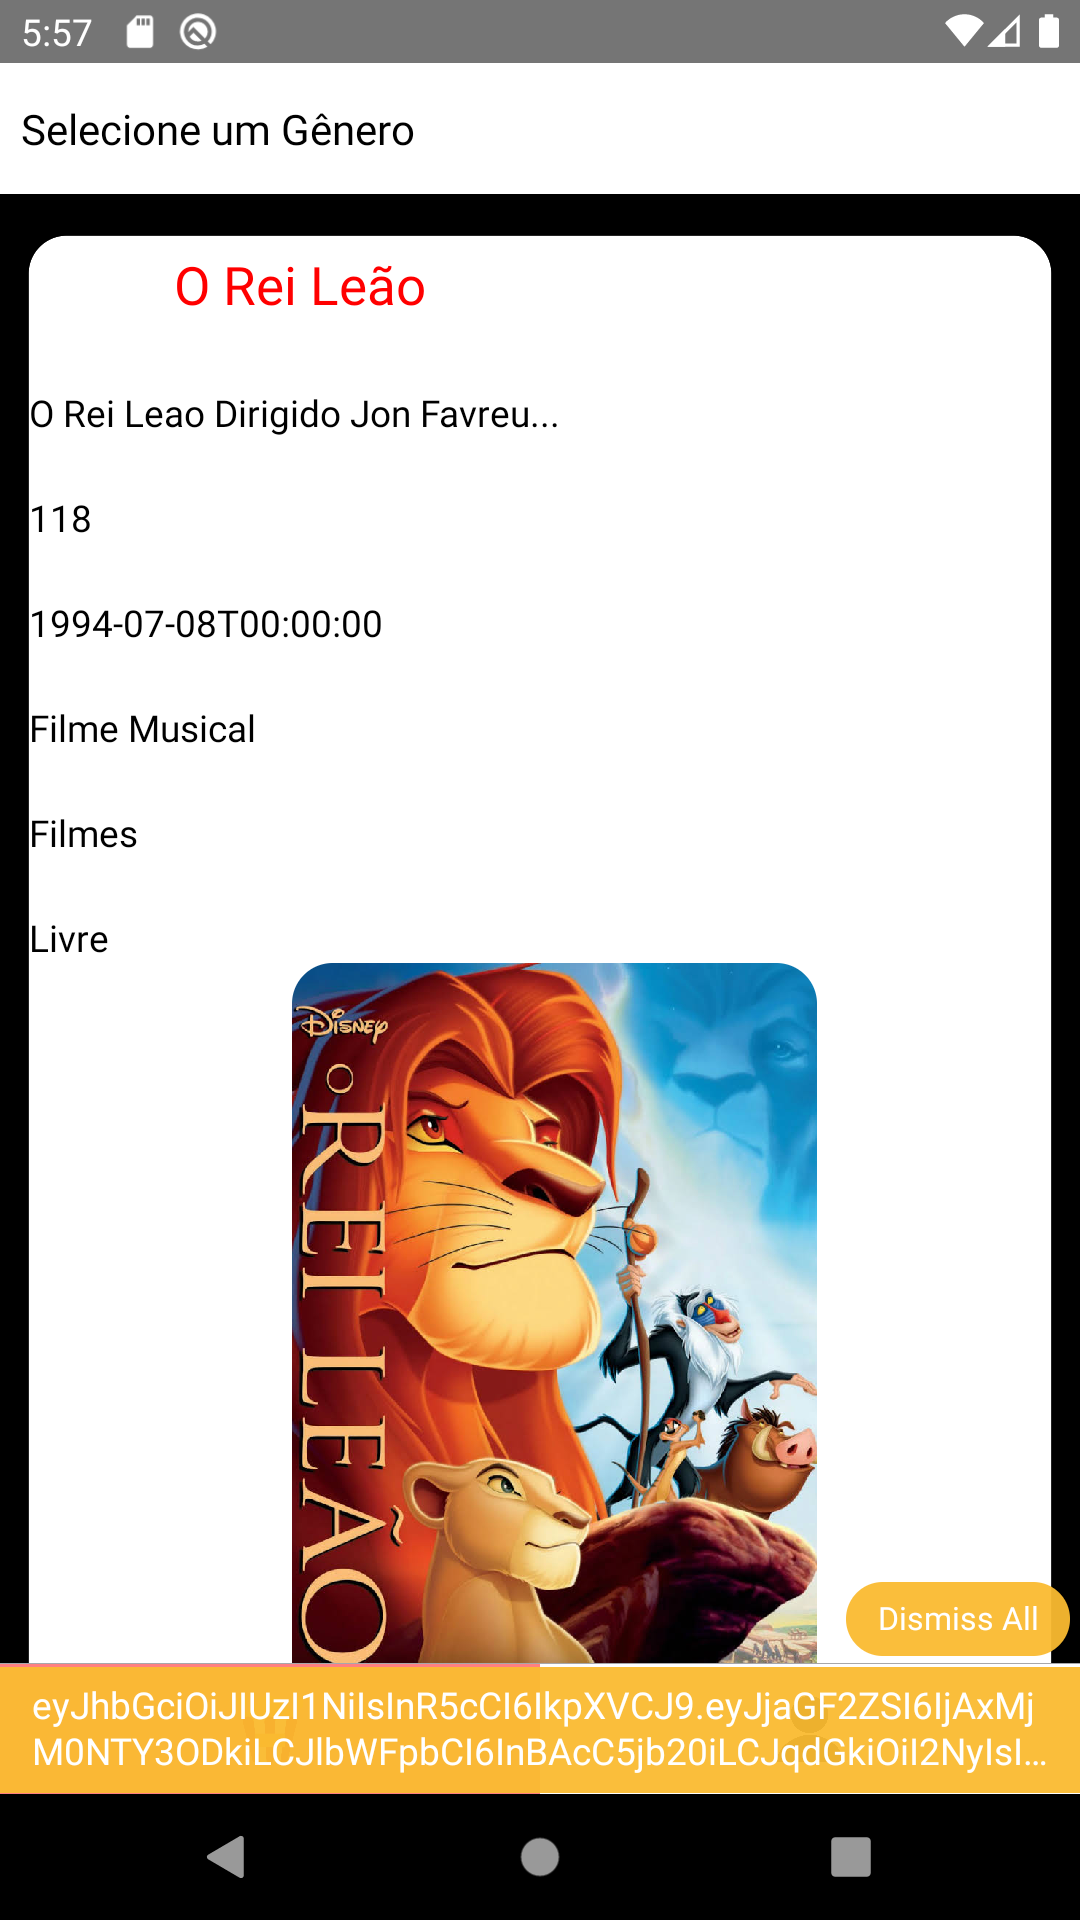 5:57
Selecione um Gênero
O Rei Leão
O Rei Leao Dirigido Jon Favreu...
118
1994-07-08T00:00:00
Filme Musical
Filmes
Livre
Disney
O REI LEÃO
Dismiss All
eyJhbGciOiJIUzI1NiIsInR5cCI6IkpXVCJ9.eyJjaGF2ZSI6IjAxMj
M0NTY3ODkiLCJlbWFpbCI6InBAcC5jb20iLCJqdGkiOiI2NyIsI...